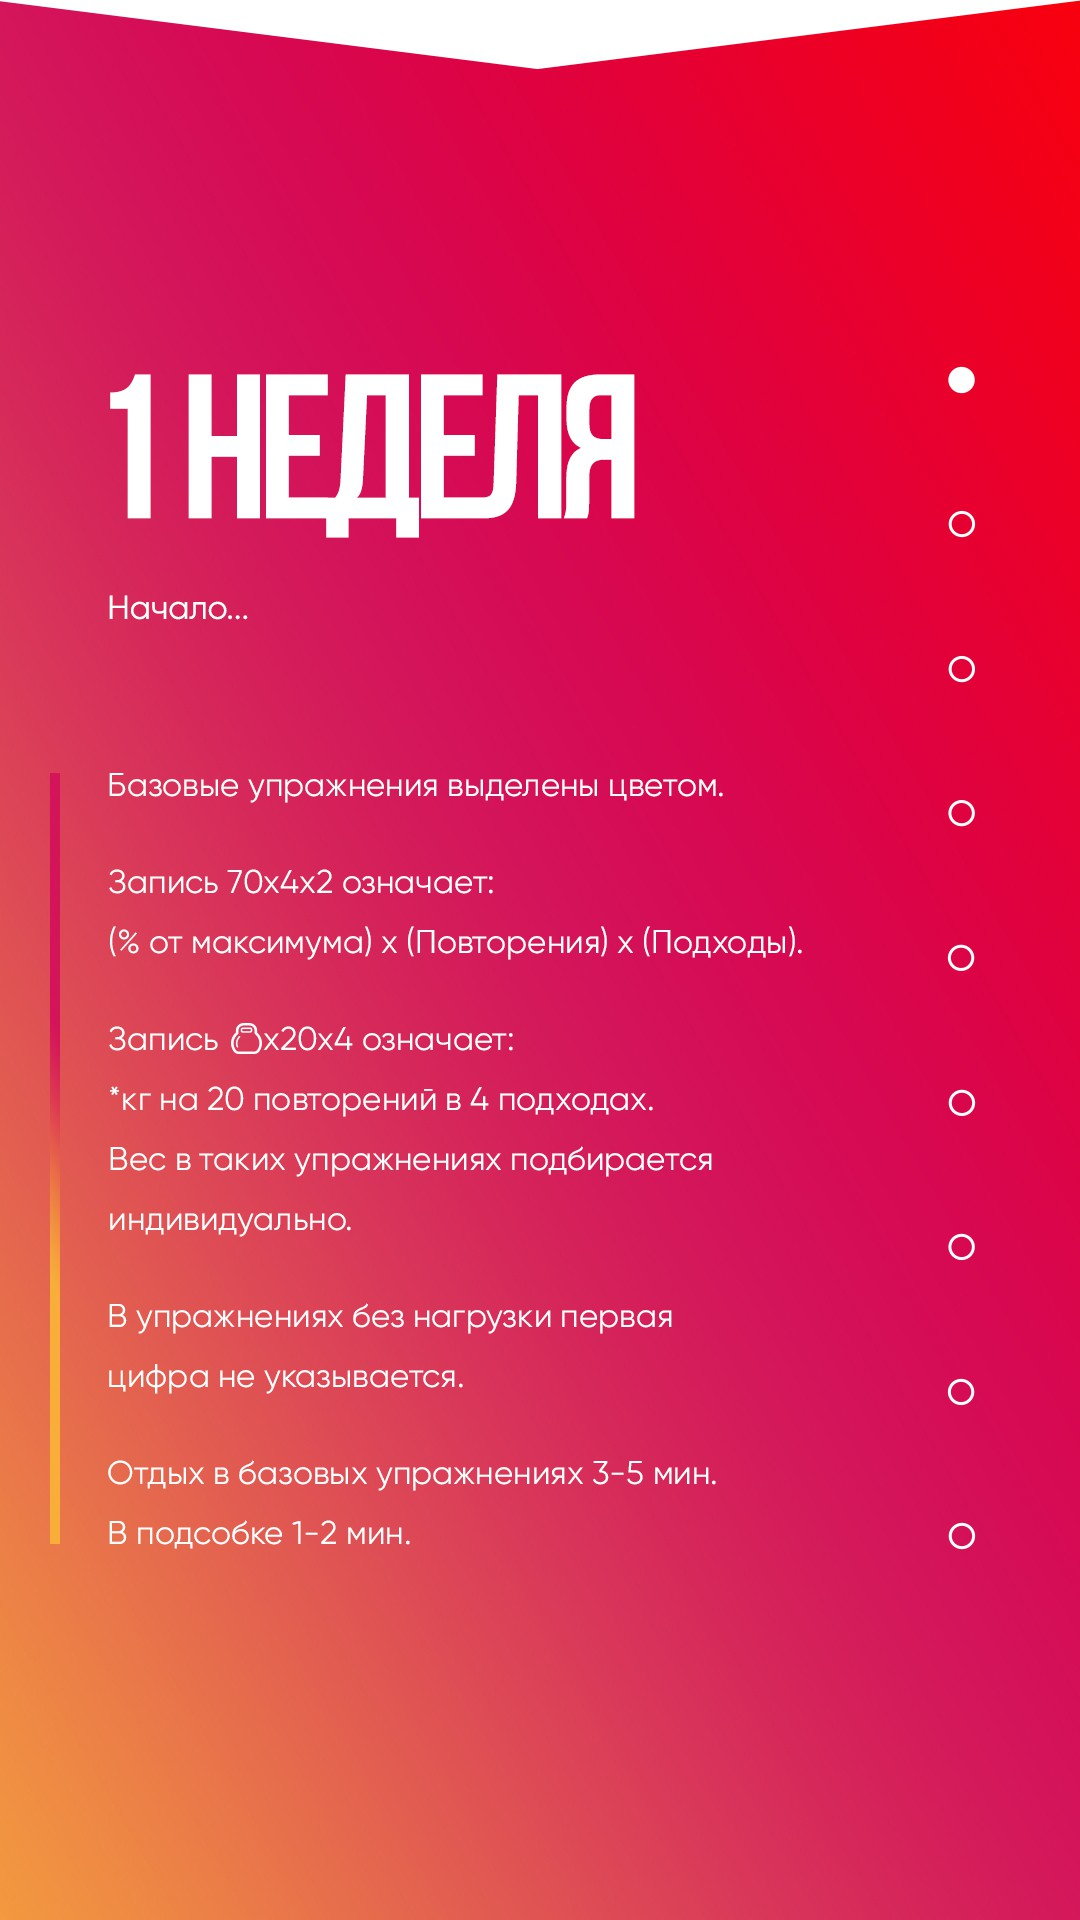 1 НЕДЕЛЯ
Начало...
Базовые упражнения выделены цветом.
Запись 70х4х2 означает:
(% от максимума) х (Повторения) х (Подходы).
Запись х20х4 означает:
*кг на 20 повторений в 4 подходах.
Вес в таких упражнениях подбирается
индивидуально.
В упражнениях без нагрузки первая
цифра не указывается.
Отдых в базовых упражнениях 3-5 мин.
В подсобке 1-2 мин.